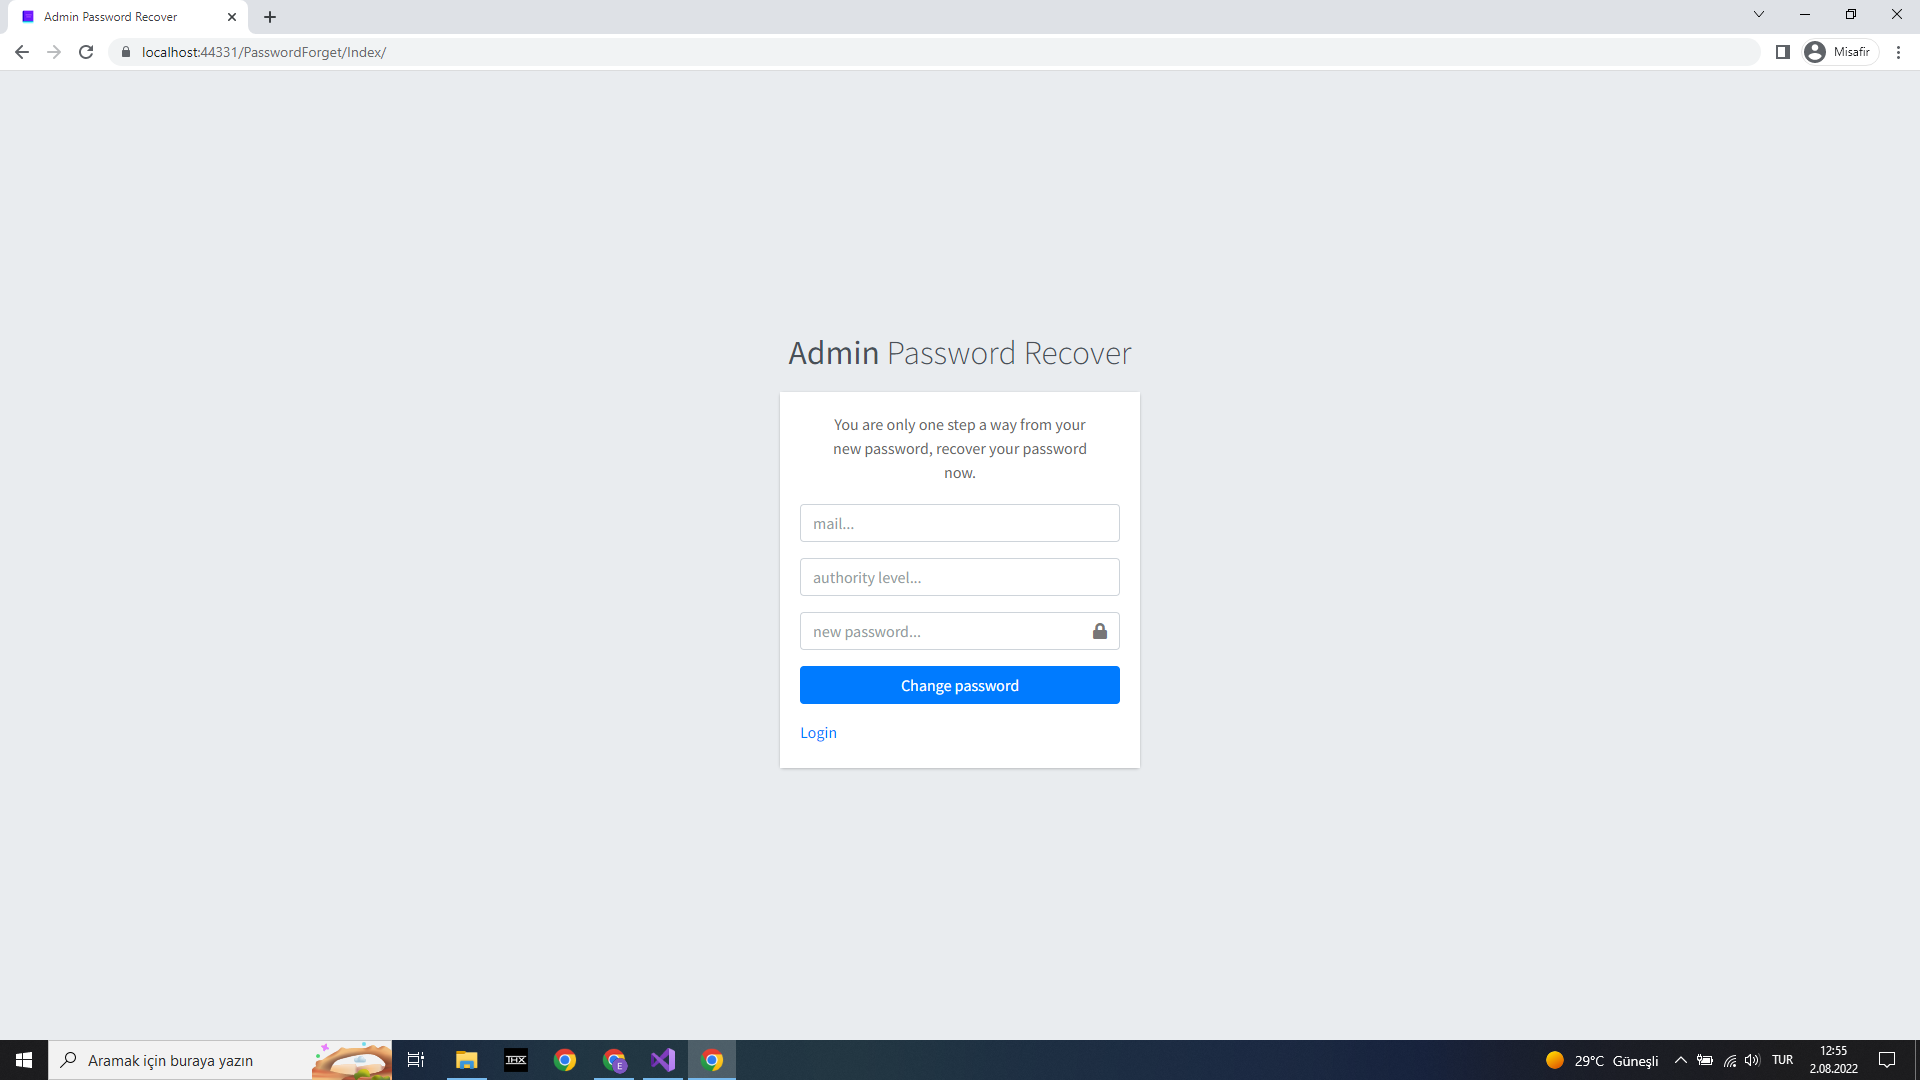 Admin Password Recover
localhost:44331/PasswordForget/Index/
Misafir
Admin Password Recover
You are only one step a way from your
new password, recover your password
now.
mail...
authority level...
new password...
Change password
Login
Aramak için buraya yazın
THX
E
29°C Güneşli
TUR
12:55
2.08.2022